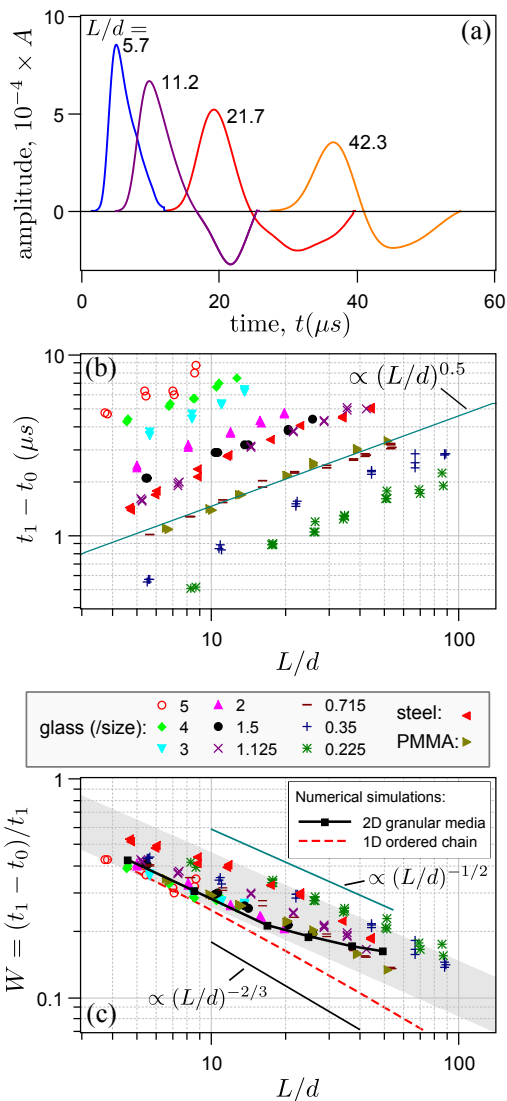 (a)
L/d =
5.7
11.2
21.7
42.3
amplitude, 10⁻⁴ × A
10
5
0
0 20 40 60
time, t(μs)
(b)
∝ (L/d)^0.5
t₁ − t₀ (μs)
10
1
10 100
L/d
glass (/size):
5 2 0.715
4 1.5 0.35
3 1.125 0.225
steel:
PMMA:
Numerical simulations:
2D granular media
1D ordered chain
∝ (L/d)^−1/2
∝ (L/d)^−2/3
W = (t₁ − t₀)/t₁
1
0.1
(c)
10 100
L/d